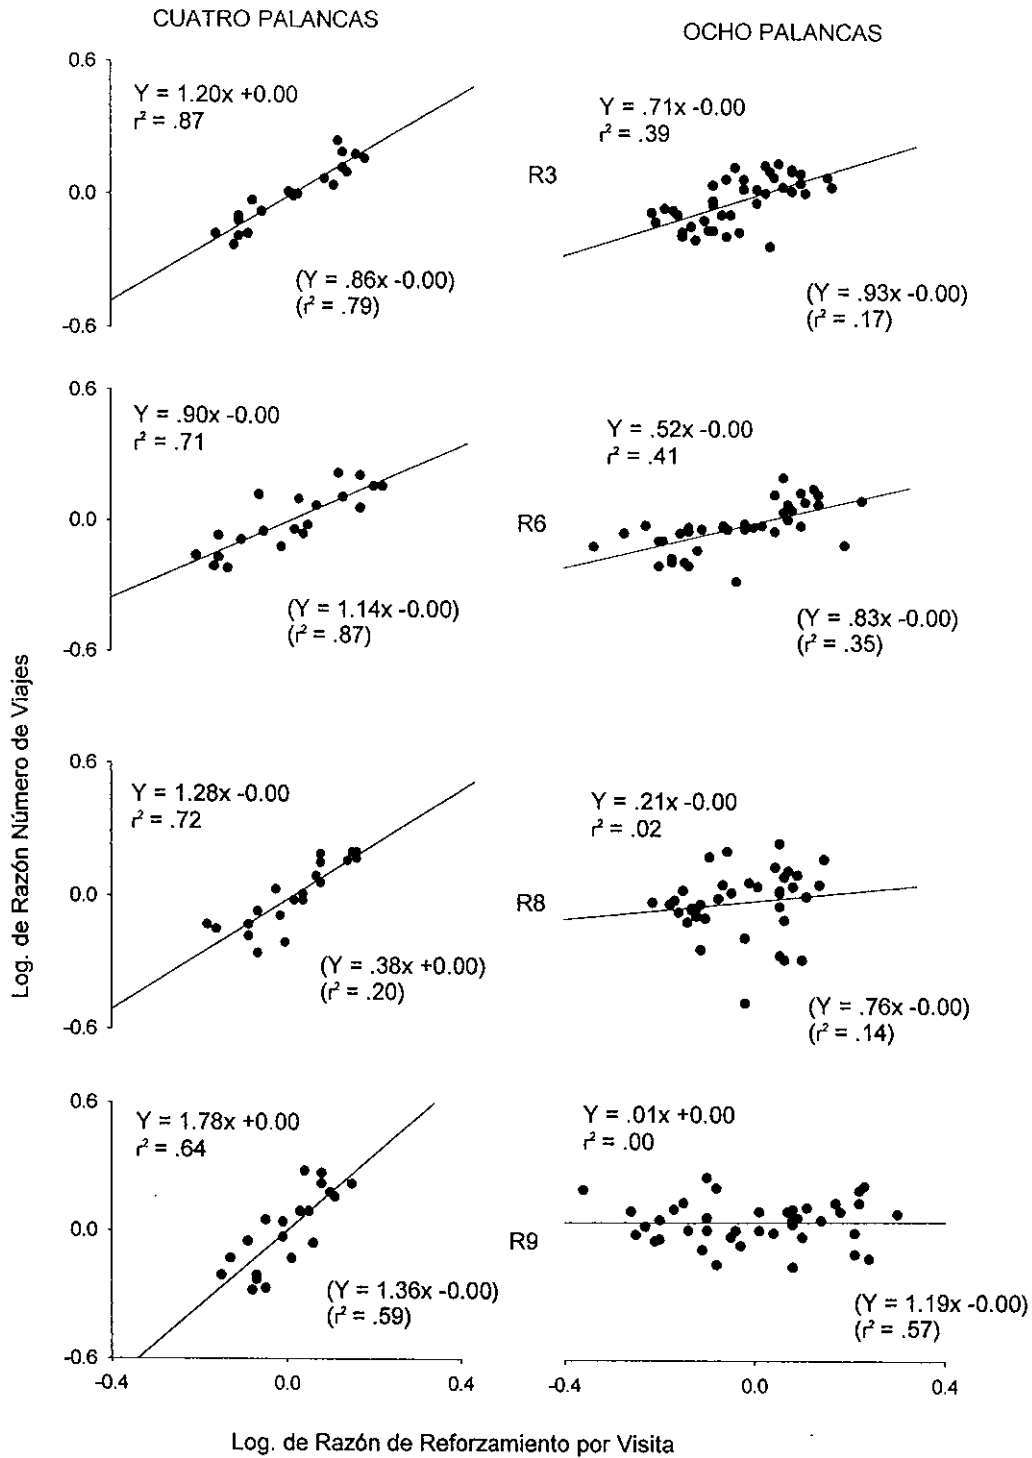 CUATRO PALANCAS
OCHO PALANCAS
0.6
0.0
-0.6
Y = 1.20x +0.00
r² = .87
(Y = .86x -0.00)
(r² = .79)
R3
Y = .71x -0.00
r² = .39
(Y = .93x -0.00)
(r² = .17)
0.6
0.0
-0.6
Y = .90x -0.00
r² = .71
(Y = 1.14x -0.00)
(r² = .87)
R6
Y = .52x -0.00
r² = .41
(Y = .83x -0.00)
(r² = .35)
Log. de Razón Número de Viajes
0.6
0.0
-0.6
Y = 1.28x -0.00
r² = .72
(Y = .38x +0.00)
(r² = .20)
R8
Y = .21x -0.00
r² = .02
(Y = .76x -0.00)
(r² = .14)
0.6
0.0
-0.6
Y = 1.78x +0.00
r² = .64
(Y = 1.36x -0.00)
(r² = .59)
R9
Y = .01x +0.00
r² = .00
(Y = 1.19x -0.00)
(r² = .57)
-0.4
0.0
0.4
-0.4
0.0
0.4
Log. de Razón de Reforzamiento por Visita